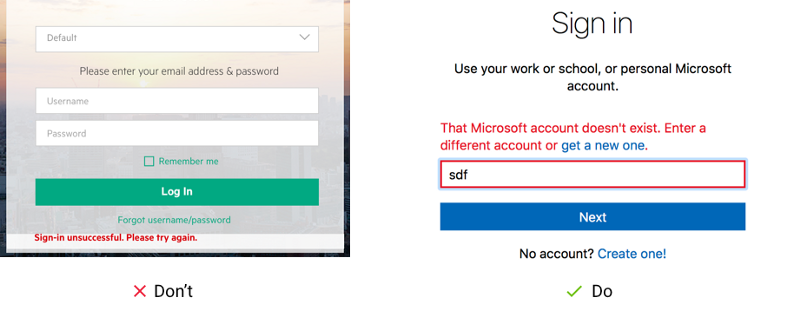 Default
Please enter your email address & password
Username
Password
Remember me
Log In
Forgot username/password
Sign-in unsuccessful. Please try again.
Don’t
Sign in
Use your work or school, or personal Microsoft
account.
That Microsoft account doesn't exist. Enter a
different account or get a new one.
sdf
Next
No account? Create one!
Do